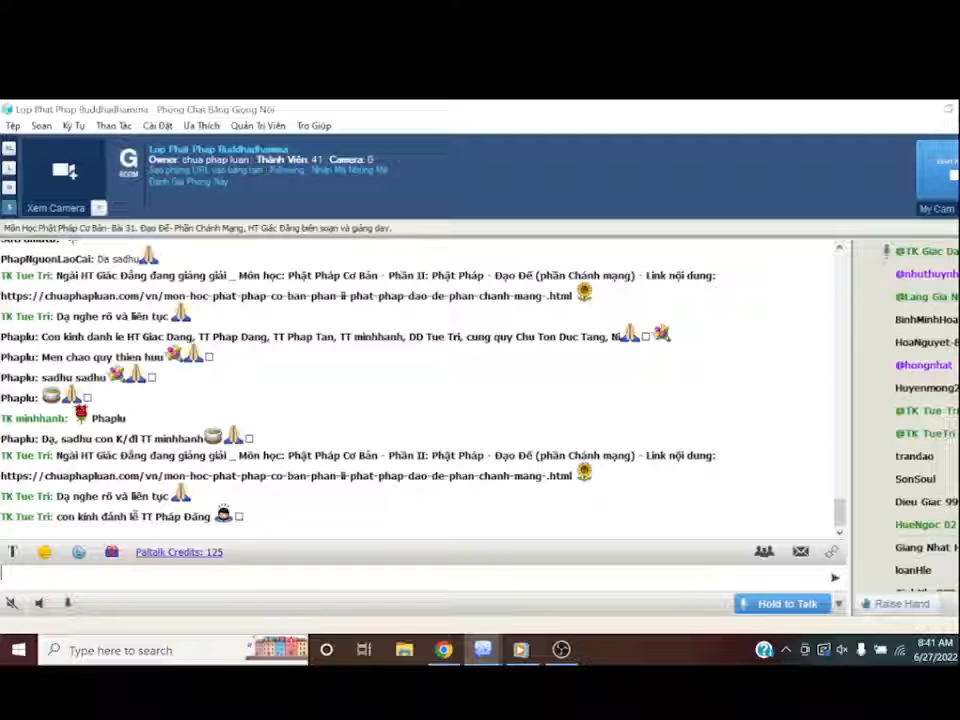 Lop Phat Phap Buddhadhamma - Phòng Chat Bằng Giọng Nói
Tệp Soạn Ký Tự Thao Tác Cài Đặt Ưa Thích Quản Trị Viên Trợ Giúp
Lop Phat Phap Buddhadhamma
G ROOM
Owner: chua phap luan | Thành Viên: 41 | Camera: 0
Following
Đánh Giá Phòng Này
Xem Camera
My Cam
Môn Học Phật Pháp Cơ Bản- Bài 31. Đạo Đế- Phần Chánh Mạng, HT Giác Đẳng biên soạn và giảng dạy.
PhapNguonLaoCai: Dạ sadhu
TK Tue Tri: Ngài HT Giác Đẳng đang giảng giải _ Môn học: Phật Pháp Cơ Bản - Phần II: Phật Pháp - Đạo Đế (phần Chánh mạng) - Link nội dung:
https://chuaphapluan.com/vn/mon-hoc-phat-phap-co-ban-phan-ii-phat-phap-dao-de-phan-chanh-mang-.html
TK Tue Tri: Dạ nghe rõ và liên tục
Phaplu: Con kinh danh le HT Giac Dang, TT Phap Dang, TT Phap Tan, TT minhhanh, DD Tue Tri, cung quy Chu Ton Duc Tang, Ni
Phaplu: Men chao quy thien huu
Phaplu: sadhu sadhu
Phaplu:
TK minhhanh: Phaplu
Phaplu: Dạ, sadhu con K/đl TT minhhanh
TK Tue Tri: Ngài HT Giác Đẳng đang giảng giải _ Môn học: Phật Pháp Cơ Bản - Phần II: Phật Pháp - Đạo Đế (phần Chánh mạng) - Link nội dung:
https://chuaphapluan.com/vn/mon-hoc-phat-phap-co-ban-phan-ii-phat-phap-dao-de-phan-chanh-mang-.html
TK Tue Tri: Dạ nghe rõ và liên tục
TK Tue Tri: con kính đảnh lễ TT Pháp Đăng
@TK Giac Da
@nhuthuynh
@Lang Gia N
BinhMinhHoa
HoaNguyet-8
@hongnhat
Huyenmong2
@TK Tue Tri
@TK TueTri
trandao
SonSoul
Dieu Giac 99
HueNgoc 02
Giang Nhat H
loanHle
T Paltalk Credits: 125
Hold to Talk
Raise Hand
Type here to search
8:41 AM
6/27/2022